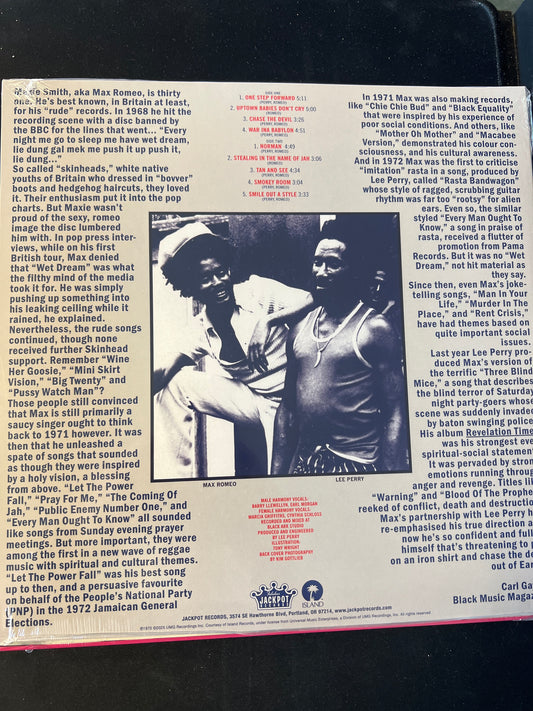 Maxie Smith, aka Max Romeo, is thirty
one. He's best known, in Britain at least,
for his "rude" records. In 1968 he hit the
recording scene with a disc banned by
the BBC for the lines that went... "Every
night me go to sleep me have wet dream,
lie dung gal mek me push it up push it,
lie dung..."
So called "skinheads", white native
youths of Britain who dressed in "bovver"
boots and hedgehog haircuts, they loved
it. Their enthusiasm put it into the pop
charts. But Maxie wasn't
proud of the sexy, romeo
image the disc lumbered
him with. In pop press inter-
views, while on his first
British tour, Max denied
that "Wet Dream" was what
the filthy mind of the media
took it for. He was simply
pushing up something into
his leaking ceiling while it
rained, he explained.
Nevertheless, the rude songs
continued, though none
received further Skinhead
support. Remember "Wine
Her Goosie," "Mini Skirt
Vision," "Big Twenty" and
"Pussy Watch Man"?
Those people still convinced
that Max is still primarily a
saucy singer ought to think
back to 1971 however. It was
then that he unleashed a
spate of songs that sounded
as though they were inspired
by a holy vision, a blessing
from above. "Let The Power
Fall," "Pray For Me," "The Coming Of
Jah," "Public Enemy Number One," and
"Every Man Ought To Know" all sounded
like songs from Sunday evening prayer
meetings. But more important, they were
among the first in a new wave of reggae
music with spiritual and cultural themes.
"Let The Power Fall" was his best song
up to then, and a persuasive favourite
on behalf of the People's National Party
(PNP) in the 1972 Jamaican General
Elections.
SIDE ONE
1. ONE STEP FORWARD 5:11
(PERRY, ROMEO)
2. UPTOWN BABIES DON'T CRY 5:00
(PERRY, ROMEO)
3. CHASE THE DEVIL 3:26
(PERRY, ROMEO)
4. WAR INA BABYLON 4:51
(PERRY, ROMEO)
SIDE TWO
1. NORMAN 4:49
(PERRY, ROMEO)
2. STEALING IN THE NAME OF JAH 3:06
(PERRY, ROMEO)
3. TAN AND SEE 4:34
(PERRY, ROMEO)
4. SMOKEY ROOM 3:04
(PERRY, ROMEO)
5. SMILE OUT A STYLE 3:33
(PERRY, ROMEO)
MAX ROMEO
LEE PERRY
MALE HARMONY VOCALS:
BARRY LLEWELLYN, EARL MORGAN
FEMALE HARMONY VOCALS:
MARCIA GRIFFITHS, CYNTHIA SCHLOSS
RECORDED AND MIXED AT
BLACK ARK STUDIO
PRODUCED AND ENGINEERED
BY LEE PERRY
ILLUSTRATION:
TONY WRIGHT
BACK COVER PHOTOGRAPHY
BY KIM GOTTLIEB
In 1971 Max was also making records,
like "Chie Chie Bud" and "Black Equality"
that were inspired by his experience of
poor social conditions. And others, like
"Mother Oh Mother" and "Macabee
Version," demonstrated his colour con-
sciousness, and his cultural awareness.
And in 1972 Max was the first to criticise
"imitation" rasta in a song, produced by
Lee Perry, called "Rasta Bandwagon"
whose style of ragged, scrubbing guitar
rhythm was far too "rootsy" for alien
ears. Even so, the similar
styled "Every Man Ought To
Know," a song in praise of
rasta, received a flutter of
promotion from Pama
Records. But it was no "Wet
Dream," not hit material as
they say.
Since then, even Max's joke-
telling songs, "Man In Your
Life," "Murder In The
Place," and "Rent Crisis,"
have had themes based on
quite important social
issues.
Last year Lee Perry pro-
duced Max's version of
the terrific "Three Blind
Mice," a song that describes
the blind terror of Saturday
night party-goers whose
scene was suddenly invaded
by baton swinging police
His album Revelation Time
was his strongest eve
spiritual-social statemen
It was pervaded by stron
emotions running throug
anger and revenge. Titles lik
"Warning" and "Blood Of The Prophe
reeked of conflict, death and destructio
Max's partnership with Lee Perry h
re-emphasised his true direction a
now he's so confident and full
himself that's threatening to p
on an iron shirt and chase the de
out of Ear
Carl Ga
Black Music Magaz
JACKPOT
RECORDS
ISLAND
JACKPOT RECORDS, 3574 SE Hawthorne Blvd, Portland, OR 97214, www.jackpotrecords.com